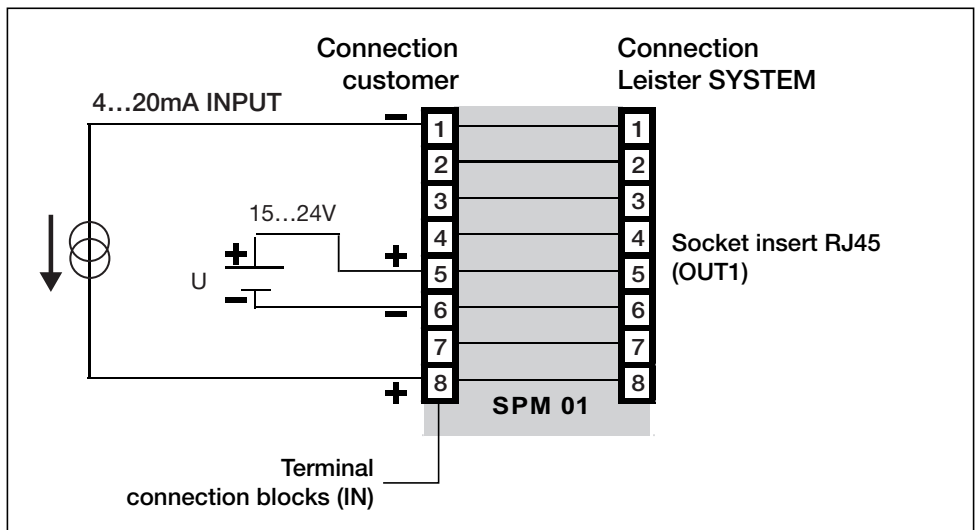 Connection
customer
Connection
Leister SYSTEM
4...20mA INPUT
−
1
2
3
4
5
6
7
8
1
2
3
4
5
6
7
8
15...24V
+
U
−
+
−
+
Socket insert RJ45
(OUT1)
SPM 01
Terminal
connection blocks (IN)